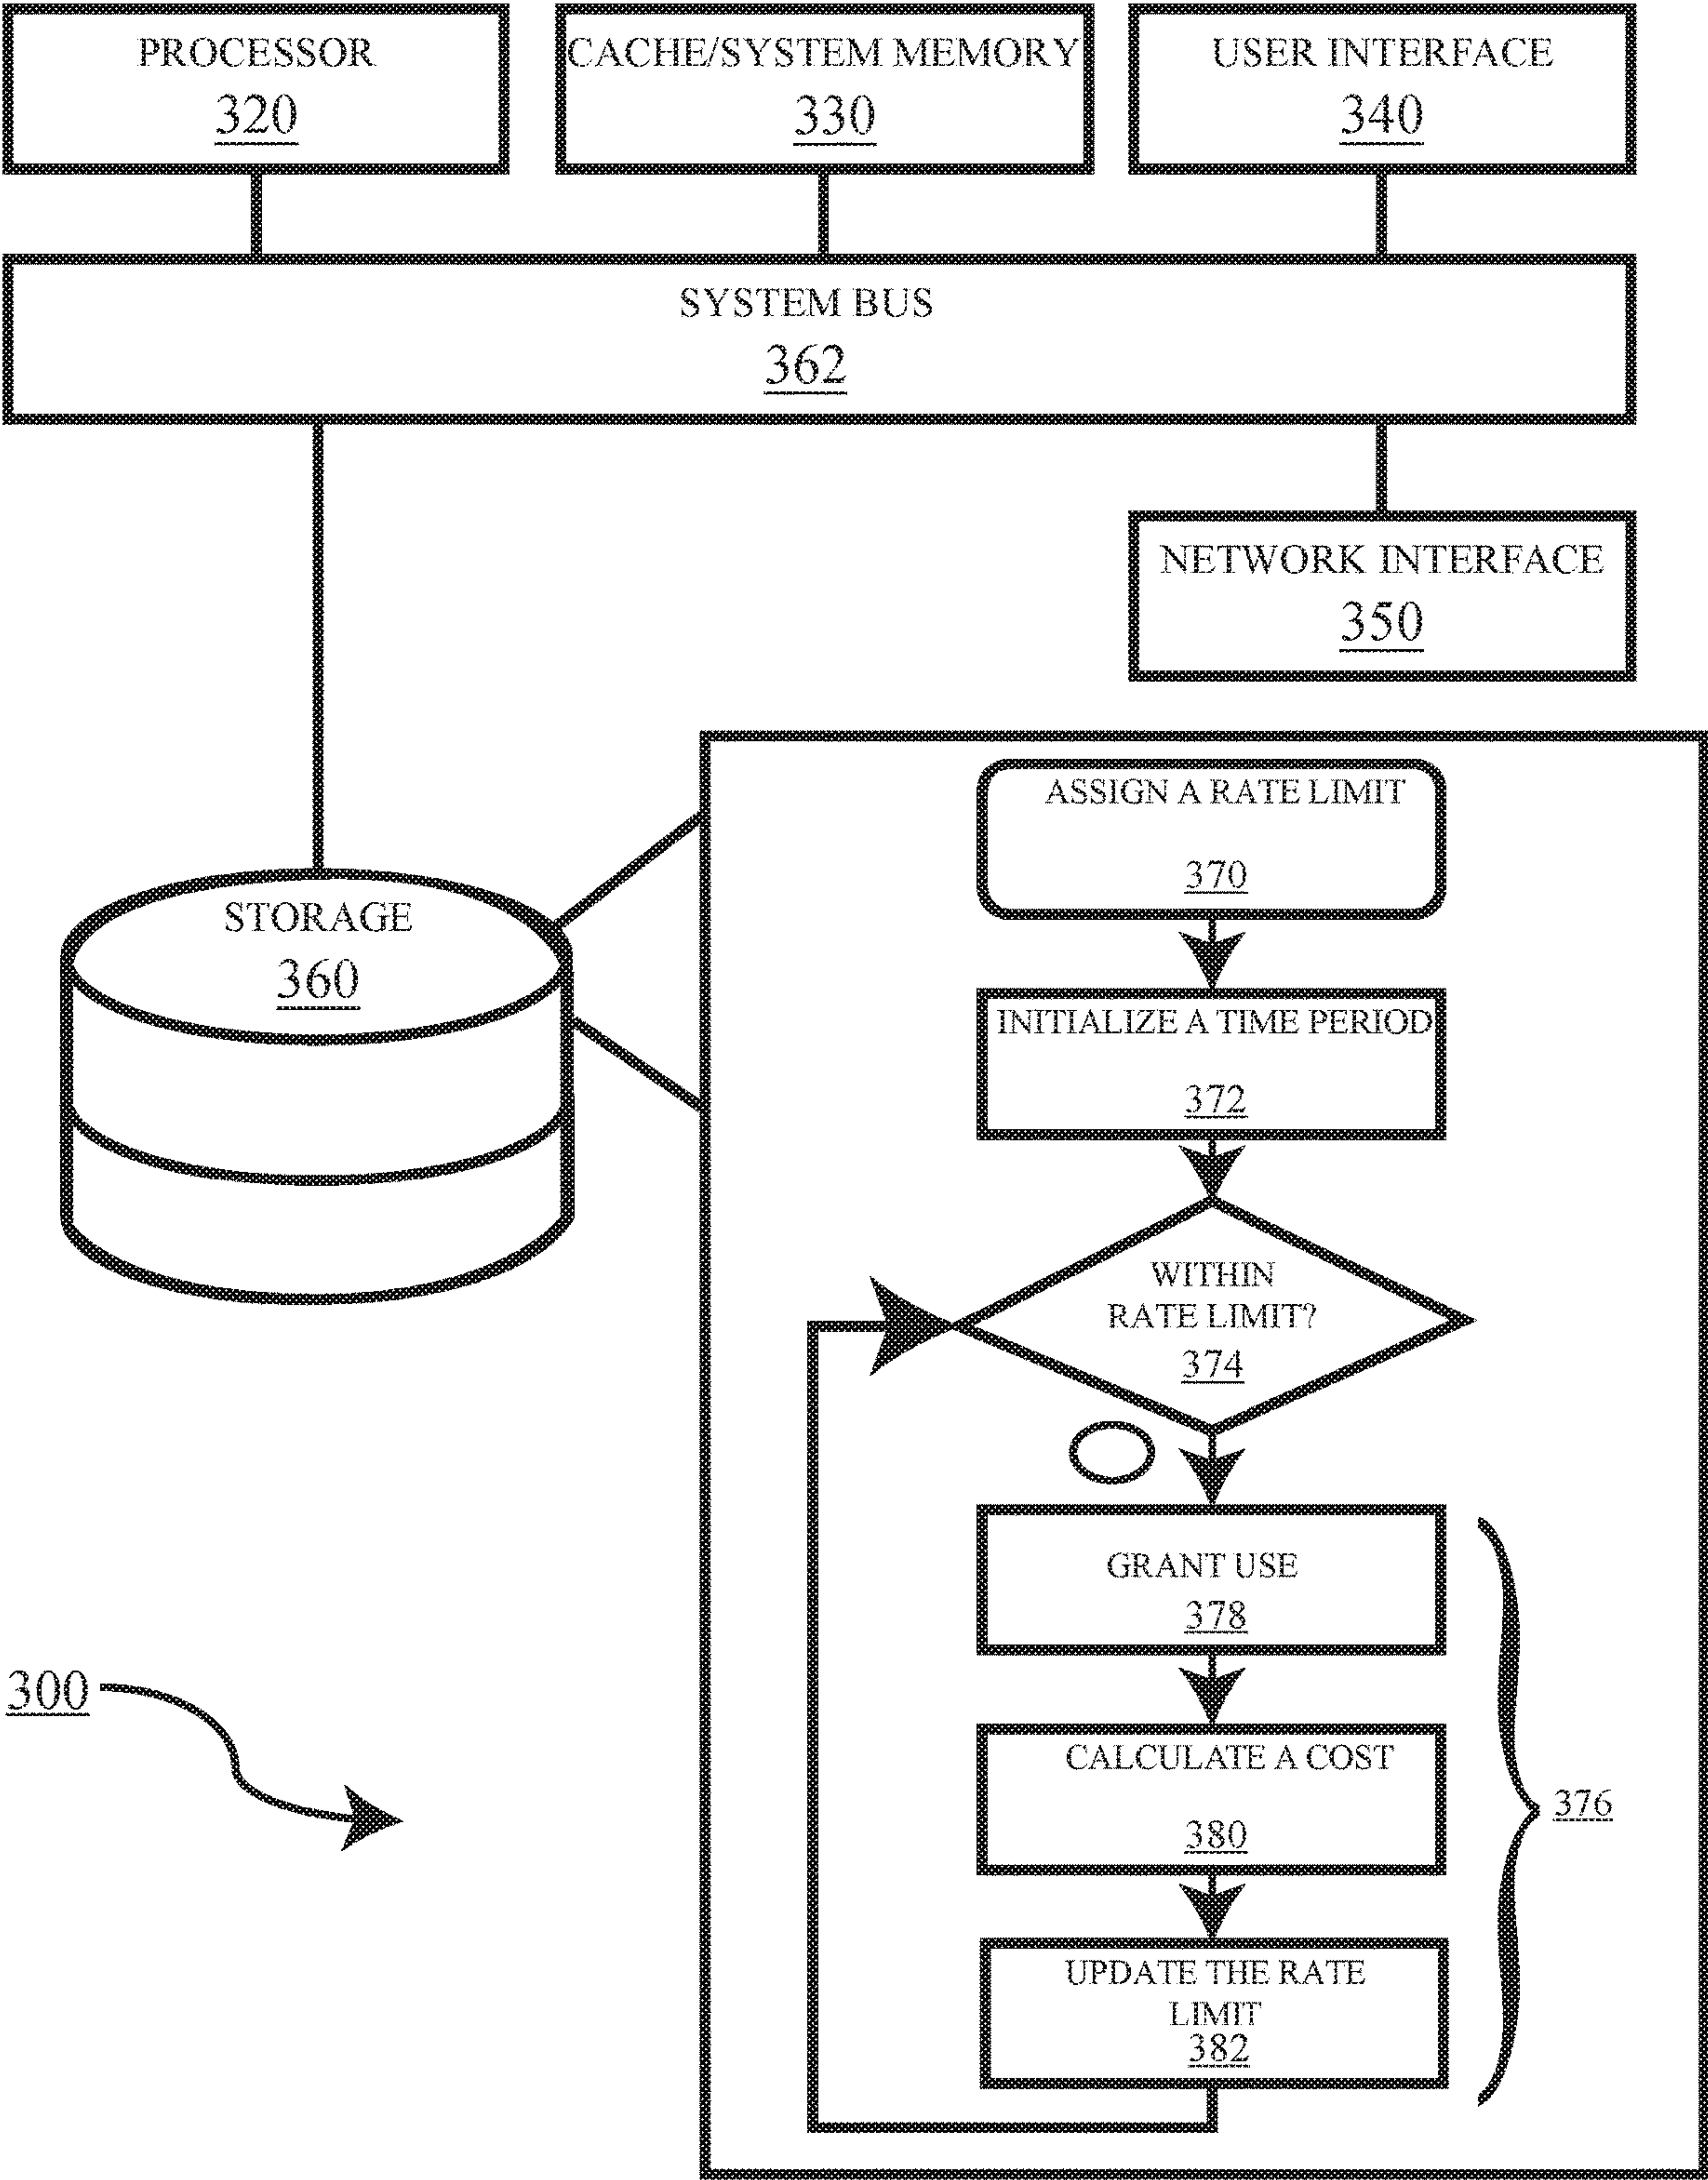 PROCESSOR
320
CACHE/SYSTEM MEMORY
330
USER INTERFACE
340
SYSTEM BUS
362
NETWORK INTERFACE
350
STORAGE
360
ASSIGN A RATE LIMIT
370
INITIALIZE A TIME PERIOD
372
WITHIN
RATE LIMIT?
374
GRANT USE
378
CALCULATE A COST
380
UPDATE THE RATE
LIMIT
382
376
300